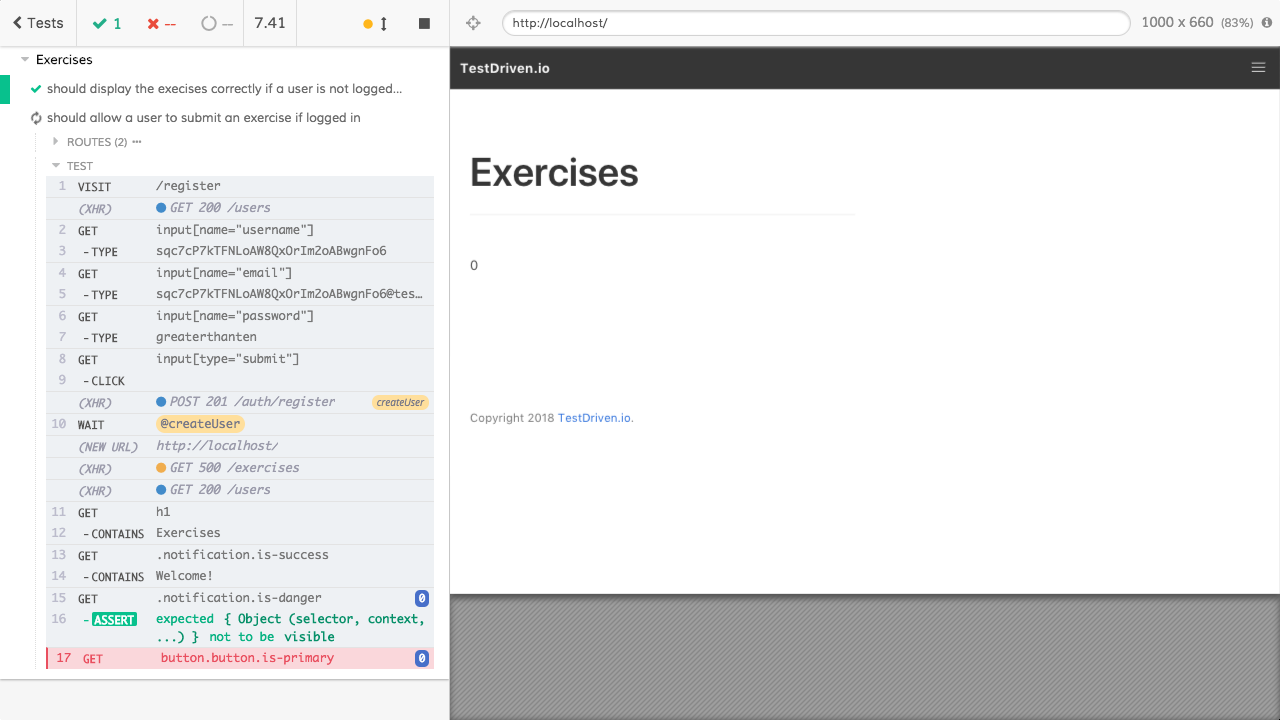 Tests
1
--
--
7.41
http://localhost/
1000 x 660 (83%)
Exercises
should display the execises correctly if a user is not logged...
should allow a user to submit an exercise if logged in
ROUTES (2)
TEST
1 VISIT /register
(XHR) GET 200 /users
2 GET input[name="username"]
3 -TYPE sqc7cP7kTFNLoAW8QxOrIm2oABwgnFo6
4 GET input[name="email"]
5 -TYPE sqc7cP7kTFNLoAW8QxOrIm2oABwgnFo6@tes…
6 GET input[name="password"]
7 -TYPE greaterthanten
8 GET input[type="submit"]
9 -CLICK
(XHR) POST 201 /auth/register createUser
10 WAIT @createUser
(NEW URL) http://localhost/
(XHR) GET 500 /exercises
(XHR) GET 200 /users
11 GET h1
12 -CONTAINS Exercises
13 GET .notification.is-success
14 -CONTAINS Welcome!
15 GET .notification.is-danger 0
16 -ASSERT expected { Object (selector, context,
...) } not to be visible
17 GET button.button.is-primary 0
TestDriven.io
Exercises
0
Copyright 2018 TestDriven.io.